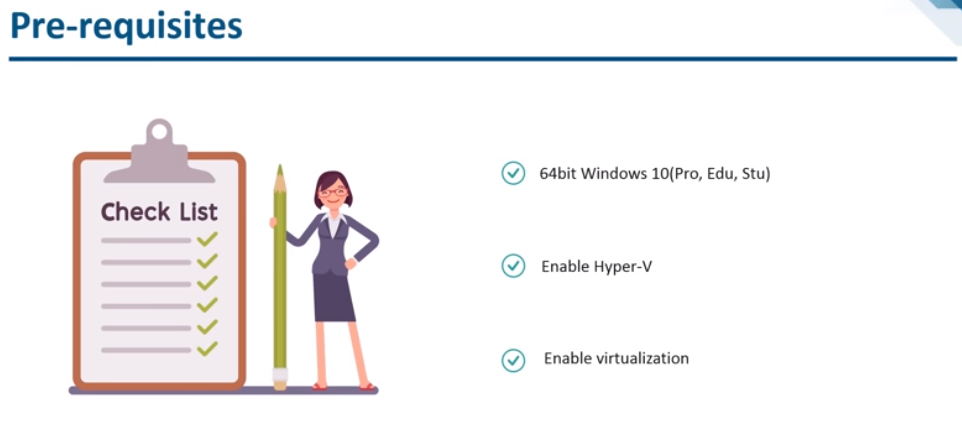 Pre-requisites
Check List
64bit Windows 10(Pro, Edu, Stu)
Enable Hyper-V
Enable virtualization